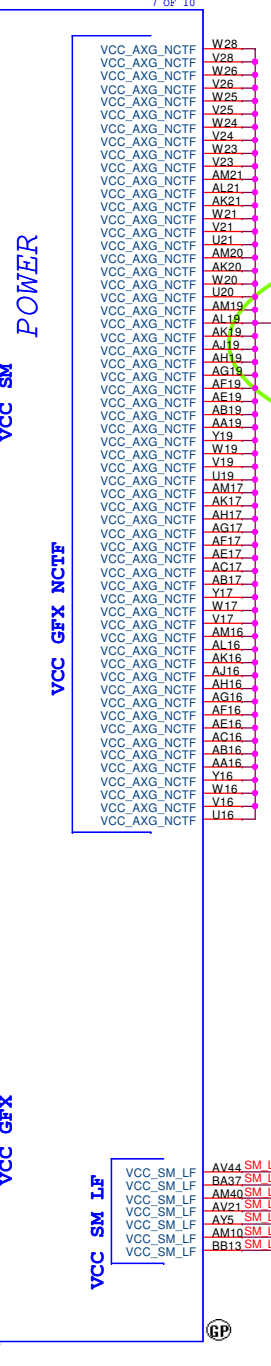 7 OF 10
VCC_AXG_NCTF W28
VCC_AXG_NCTF V28
VCC_AXG_NCTF W26
VCC_AXG_NCTF V26
VCC_AXG_NCTF W25
VCC_AXG_NCTF V25
VCC_AXG_NCTF W24
VCC_AXG_NCTF V24
VCC_AXG_NCTF W23
VCC_AXG_NCTF V23
VCC_AXG_NCTF AM21
VCC_AXG_NCTF AL21
VCC_AXG_NCTF AK21
VCC_AXG_NCTF W21
VCC_AXG_NCTF V21
VCC_AXG_NCTF U21
VCC_AXG_NCTF AM20
VCC_AXG_NCTF AK20
VCC_AXG_NCTF W20
VCC_AXG_NCTF U20
VCC_AXG_NCTF AM19
VCC_AXG_NCTF AL19
VCC_AXG_NCTF AK19
VCC_AXG_NCTF AJ19
VCC_AXG_NCTF AH19
VCC_AXG_NCTF AG19
VCC_AXG_NCTF AF19
VCC_AXG_NCTF AE19
VCC_AXG_NCTF AB19
VCC_AXG_NCTF AA19
VCC_AXG_NCTF Y19
VCC_AXG_NCTF W19
VCC_AXG_NCTF V19
VCC_AXG_NCTF U19
VCC_AXG_NCTF AM17
VCC_AXG_NCTF AK17
VCC_AXG_NCTF AH17
VCC_AXG_NCTF AG17
VCC_AXG_NCTF AF17
VCC_AXG_NCTF AE17
VCC_AXG_NCTF AC17
VCC_AXG_NCTF AB17
VCC_AXG_NCTF Y17
VCC_AXG_NCTF W17
VCC_AXG_NCTF V17
VCC_AXG_NCTF AM16
VCC_AXG_NCTF AL16
VCC_AXG_NCTF AK16
VCC_AXG_NCTF AJ16
VCC_AXG_NCTF AH16
VCC_AXG_NCTF AG16
VCC_AXG_NCTF AF16
VCC_AXG_NCTF AE16
VCC_AXG_NCTF AC16
VCC_AXG_NCTF AB16
VCC_AXG_NCTF AA16
VCC_AXG_NCTF Y16
VCC_AXG_NCTF W16
VCC_AXG_NCTF V16
VCC_AXG_NCTF U16
POWER
VCC SM
VCC GFX NCTF
VCC GFX
VCC SM LF
VCC_SM_LF AV44 SM_L
VCC_SM_LF BA37 SM_L
VCC_SM_LF AM40 SM_L
VCC_SM_LF AV21 SM_L
VCC_SM_LF AY5 SM_L
VCC_SM_LF AM10 SM_L
VCC_SM_LF BB13 SM_L
GP